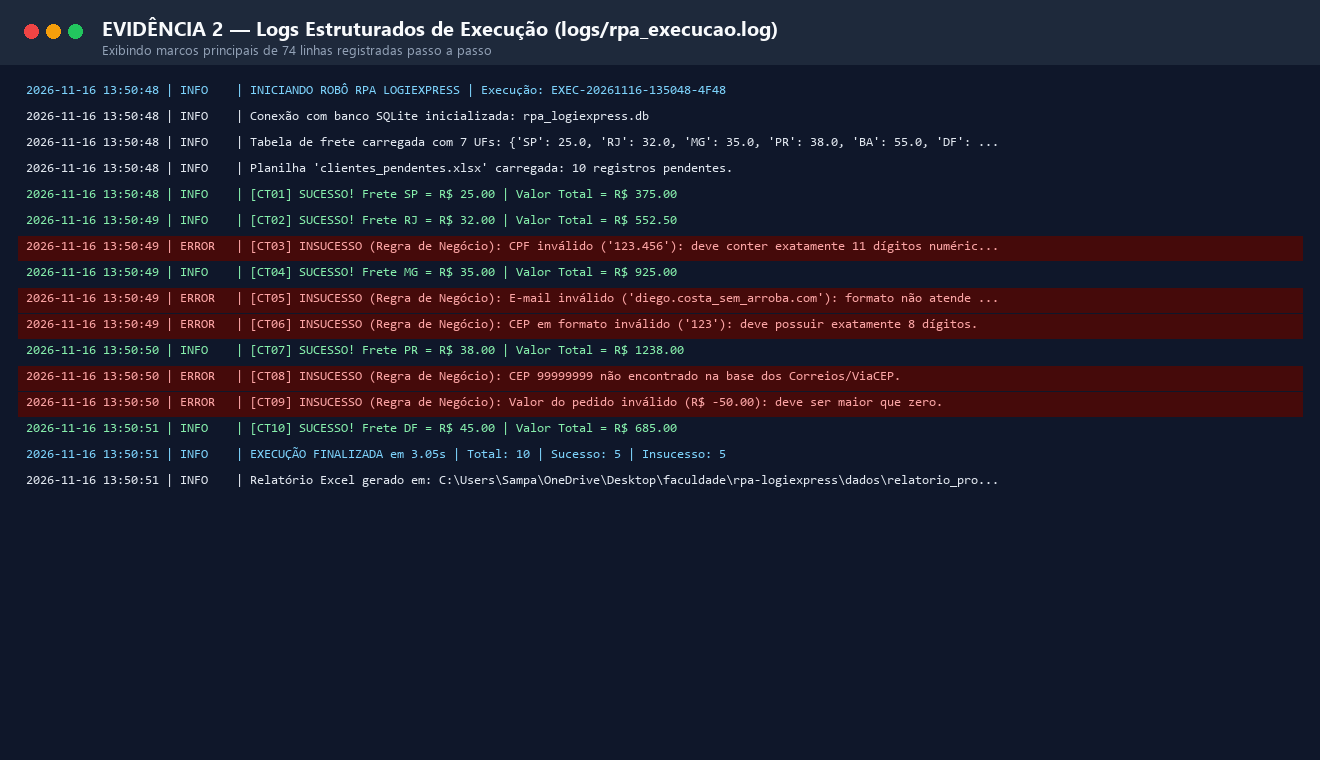 EVIDÊNCIA 2 — Logs Estruturados de Execução (logs/rpa_execucao.log)
Exibindo marcos principais de 74 linhas registradas passo a passo
2026-11-16 13:50:48 | INFO | INICIANDO ROBÔ RPA LOGIEXPRESS | Execução: EXEC-20261116-135048-4F48
2026-11-16 13:50:48 | INFO | Conexão com banco SQLite inicializada: rpa_logiexpress.db
2026-11-16 13:50:48 | INFO | Tabela de frete carregada com 7 UFs: {'SP': 25.0, 'RJ': 32.0, 'MG': 35.0, 'PR': 38.0, 'BA': 55.0, 'DF': ...
2026-11-16 13:50:48 | INFO | Planilha 'clientes_pendentes.xlsx' carregada: 10 registros pendentes.
2026-11-16 13:50:48 | INFO | [CT01] SUCESSO! Frete SP = R$ 25.00 | Valor Total = R$ 375.00
2026-11-16 13:50:49 | INFO | [CT02] SUCESSO! Frete RJ = R$ 32.00 | Valor Total = R$ 552.50
2026-11-16 13:50:49 | ERROR | [CT03] INSUCESSO (Regra de Negócio): CPF inválido ('123.456'): deve conter exatamente 11 dígitos numéric...
2026-11-16 13:50:49 | INFO | [CT04] SUCESSO! Frete MG = R$ 35.00 | Valor Total = R$ 925.00
2026-11-16 13:50:49 | ERROR | [CT05] INSUCESSO (Regra de Negócio): E-mail inválido ('diego.costa_sem_arroba.com'): formato não atende ...
2026-11-16 13:50:49 | ERROR | [CT06] INSUCESSO (Regra de Negócio): CEP em formato inválido ('123'): deve possuir exatamente 8 dígitos.
2026-11-16 13:50:50 | INFO | [CT07] SUCESSO! Frete PR = R$ 38.00 | Valor Total = R$ 1238.00
2026-11-16 13:50:50 | ERROR | [CT08] INSUCESSO (Regra de Negócio): CEP 99999999 não encontrado na base dos Correios/ViaCEP.
2026-11-16 13:50:50 | ERROR | [CT09] INSUCESSO (Regra de Negócio): Valor do pedido inválido (R$ -50.00): deve ser maior que zero.
2026-11-16 13:50:51 | INFO | [CT10] SUCESSO! Frete DF = R$ 45.00 | Valor Total = R$ 685.00
2026-11-16 13:50:51 | INFO | EXECUÇÃO FINALIZADA em 3.05s | Total: 10 | Sucesso: 5 | Insucesso: 5
2026-11-16 13:50:51 | INFO | Relatório Excel gerado em: C:\Users\Sampa\OneDrive\Desktop\faculdade\rpa-logiexpress\dados\relatorio_pro...